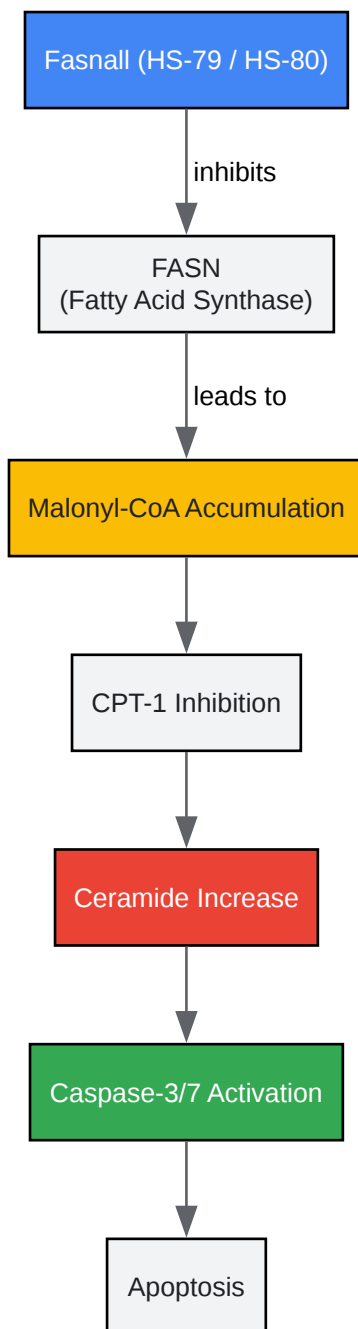 Fasnall (HS-79 / HS-80)
inhibits
FASN
(Fatty Acid Synthase)
leads to
Malonyl-CoA Accumulation
CPT-1 Inhibition
Ceramide Increase
Caspase-3/7 Activation
Apoptosis